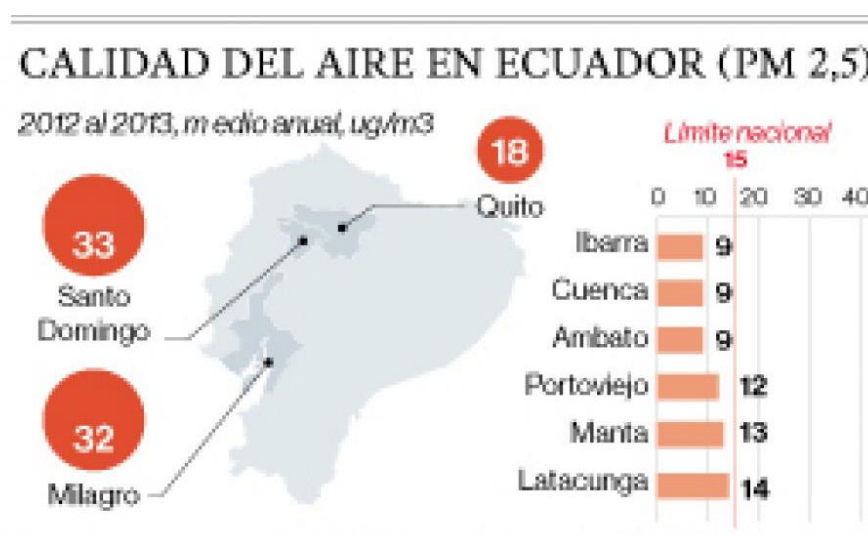 CALIDAD DEL AIRE EN ECUADOR (PM 2,5)
2012 al 2013, medio anual, ug/m3
33
Santo
Domingo
32
Milagro
18
Quito
Límite nacional
15
0 10 20 30 40
Ibarra 9
Cuenca 9
Ambato 9
Portoviejo 12
Manta 13
Latacunga 14